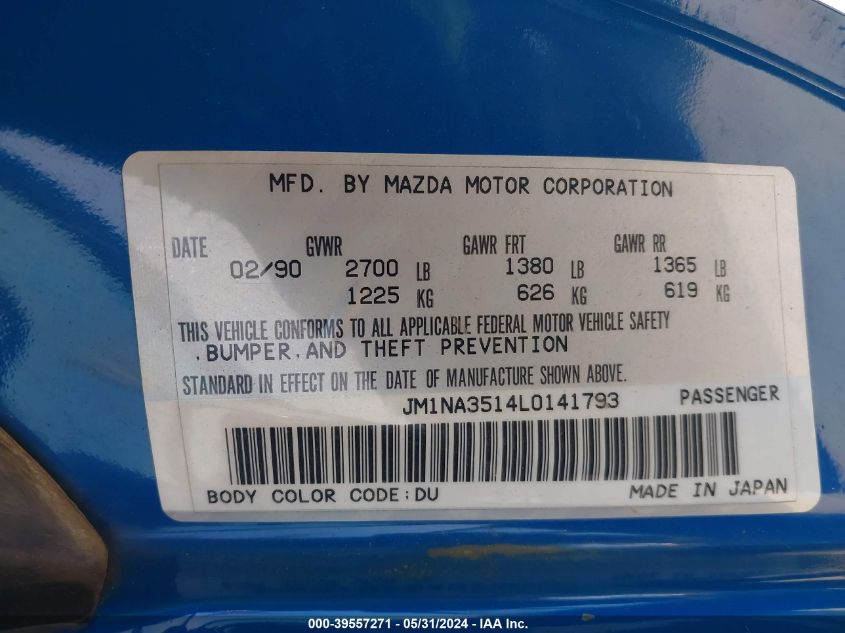 MFD. BY MAZDA MOTOR CORPORATION
DATE GVWR GAWR FRT GAWR RR
02/90 2700 LB 1380 LB 1365 LB
1225 KG 626 KG 619 KG
THIS VEHICLE CONFORMS TO ALL APPLICABLE FEDERAL MOTOR VEHICLE SAFETY
,BUMPER,AND THEFT PREVENTION
STANDARD IN EFFECT ON THE DATE OF MANUFACTURE SHOWN ABOVE.
JM1NA3514L0141793 PASSENGER
BODY COLOR CODE:DU MADE IN JAPAN
000-39557271 - 05/31/2024 - IAA Inc.